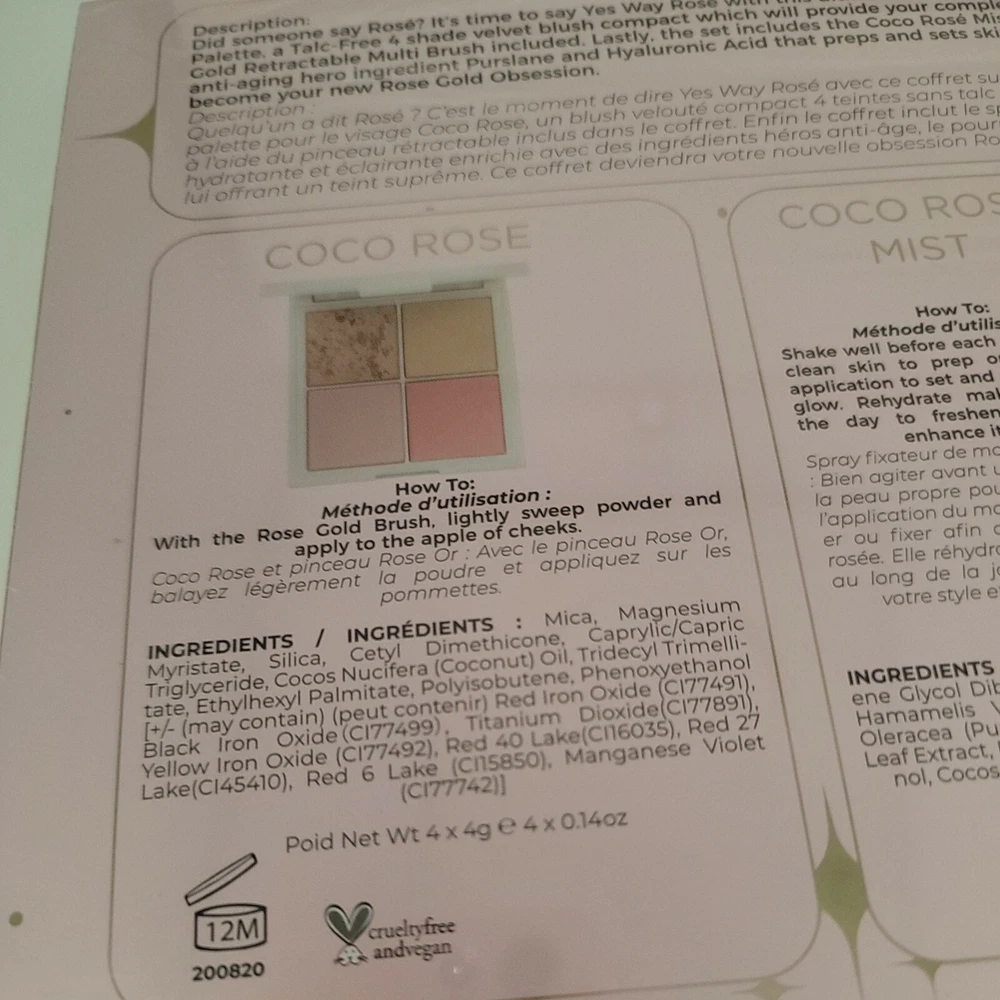 Description:
Did someone say Rosé? It's time to say Yes Way Rosé with this
Palette, a Talc-Free 4 shade velvet blush compact which will provide your
Gold Retractable Multi Brush included. Lastly, the set includes the Coco Rosé
anti-aging hero ingredient Purslane and Hyaluronic Acid that preps and sets
become your new Rose Gold Obsession.
Description :
Quelqu'un a dit Rosé ? C'est le moment de dire Yes Way Rosé avec ce coffret
palette pour le visage Coco Rose, un blush velouté compact 4 teintes sans talc
à l'aide du pinceau rétractable inclus dans le coffret. Enfin le coffret inclut le
hydratante et éclairante enrichie avec des ingrédients héros anti-âge, le
lui offrant un teint suprême. Ce coffret deviendra votre nouvelle obsession
COCO ROSE
How To:
Méthode d'utilisation :
With the Rose Gold Brush, lightly sweep powder and
apply to the apple of cheeks.
Coco Rose et pinceau Rose Or : Avec le pinceau Rose Or,
balayez légèrement la poudre et appliquez sur les
pommettes.
INGREDIENTS / INGRÉDIENTS : Mica, Magnesium
Myristate, Silica, Cetyl Dimethicone, Caprylic/Capric
Triglyceride, Cocos Nucifera (Coconut) Oil, Tridecyl Trimelli-
tate, Ethylhexyl Palmitate, Polyisobutene, Phenoxyethanol
[+/- (may contain) (peut contenir) Red Iron Oxide (CI77491),
Black Iron Oxide (CI77499), Titanium Dioxide(CI77891),
Yellow Iron Oxide (CI77492), Red 40 Lake(CI16035), Red 27
Lake(CI45410), Red 6 Lake (CI15850), Manganese Violet
(CI77742)]
Poid Net Wt 4 x 4g ℮ 4 x 0.14oz
12M
200820
crueltyfree
andvegan
COCO
MIST
How To:
Méthode
Shake well before each
clean skin to prep
application to set and
glow. Rehydrate
the day to freshen
enhance
Spray fixateur de
: Bien agiter avant
la peau propre
l'application du
er ou fixer afin
rosée. Elle
au long de la
votre style
INGREDIENTS
ene Glycol
Hamamelis
Oleracea
Leaf Extract,
nol, Cocos